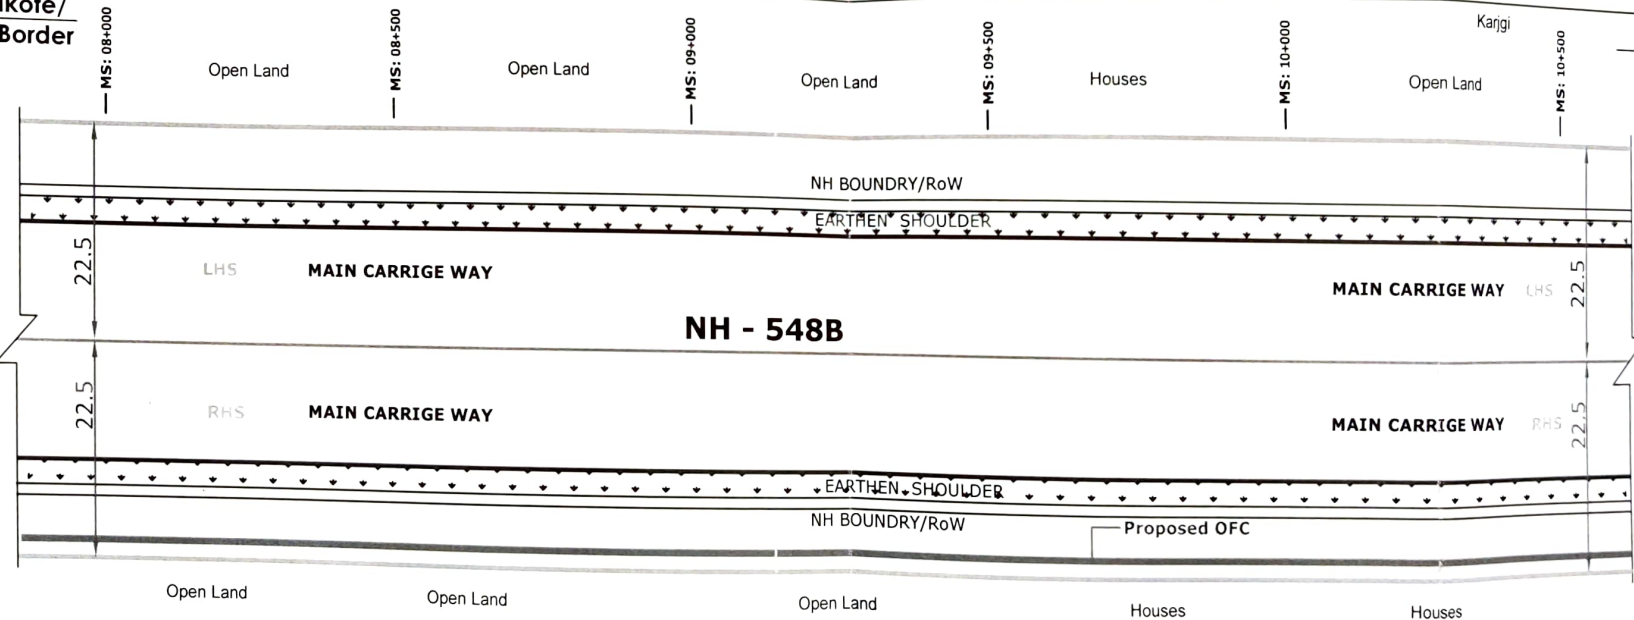 Border
MS: 08+000
MS: 08+500
MS: 09+000
MS: 09+500
MS: 10+000
MS: 10+500
Karjgi
Open Land
Open Land
Open Land
Houses
Open Land
NH BOUNDRY/RoW
EARTHEN SHOULDER
22.5
LHS
MAIN CARRIGE WAY
MAIN CARRIGE WAY
LHS
22.5
NH - 548B
22.5
RHS
MAIN CARRIGE WAY
MAIN CARRIGE WAY
RHS
22.5
EARTHEN SHOULDER
NH BOUNDRY/RoW
Proposed OFC
Open Land
Open Land
Open Land
Houses
Houses